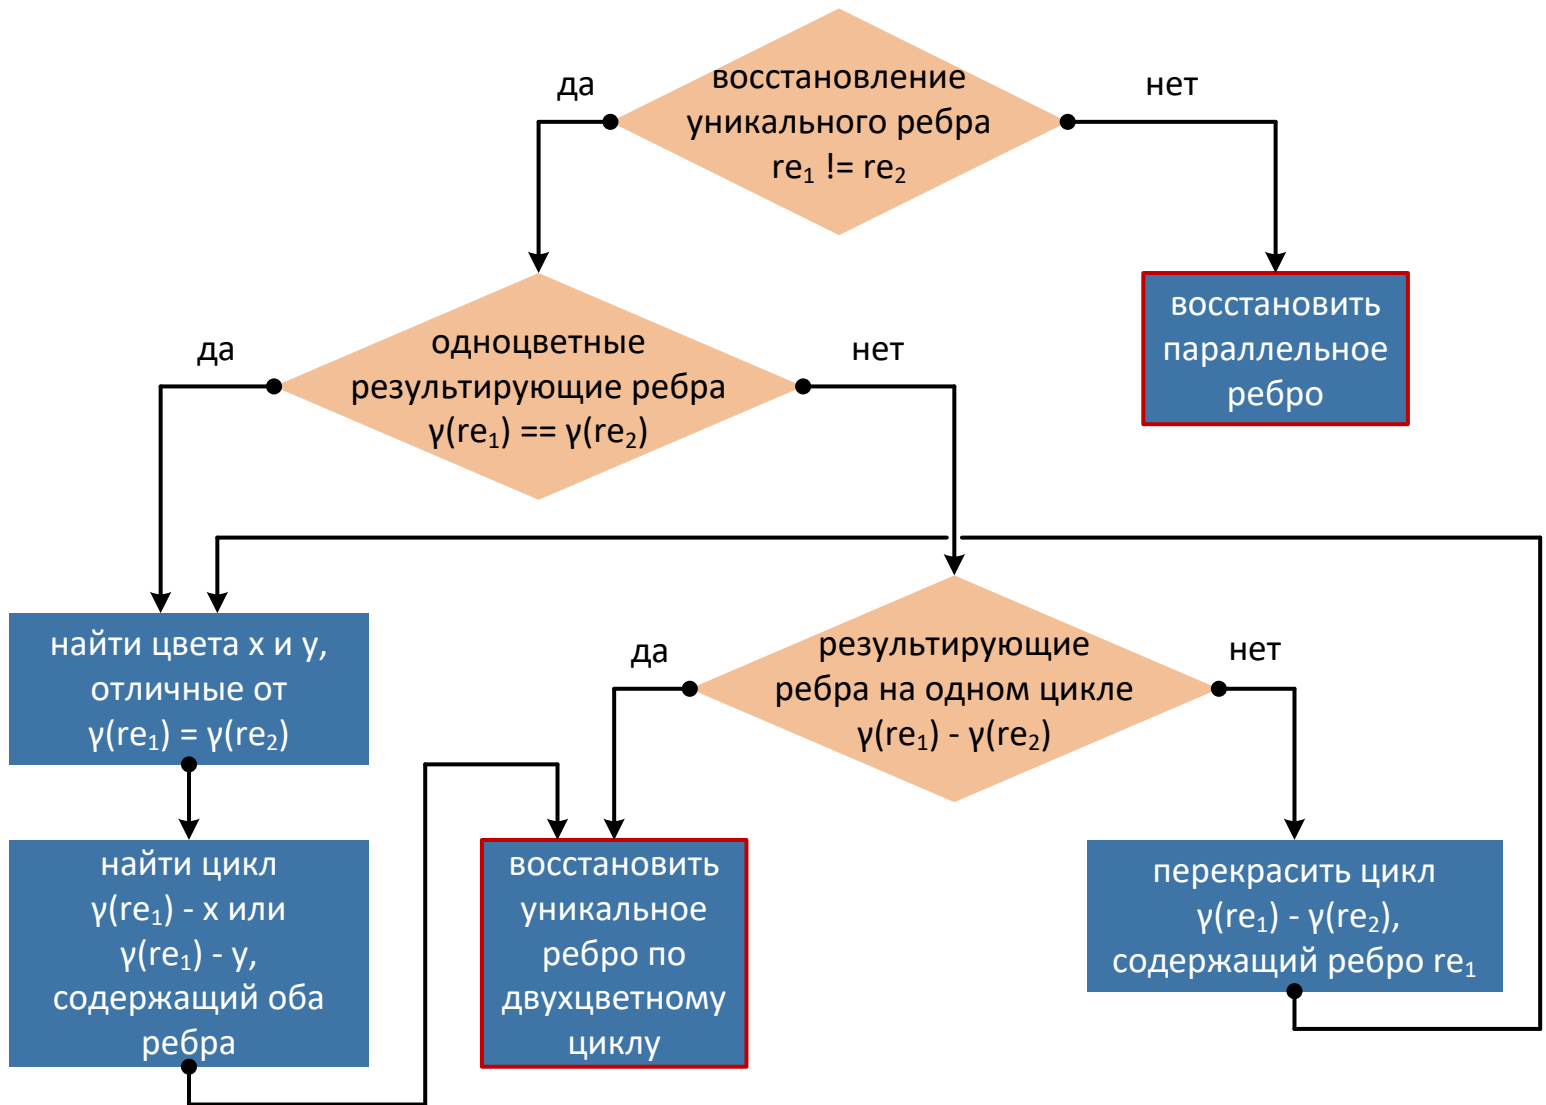 да
восстановление
уникального ребра
re₁ != re₂
нет
да
одноцветные
результирующие ребра
γ(re₁) == γ(re₂)
нет
восстановить
параллельное
ребро
найти цвета x и y,
отличные от
γ(re₁) = γ(re₂)
да
результирующие
ребра на одном цикле
γ(re₁) - γ(re₂)
нет
найти цикл
γ(re₁) - x или
γ(re₁) - y,
содержащий оба
ребра
восстановить
уникальное
ребро по
двухцветному
циклу
перекрасить цикл
γ(re₁) - γ(re₂),
содержащий ребро re₁